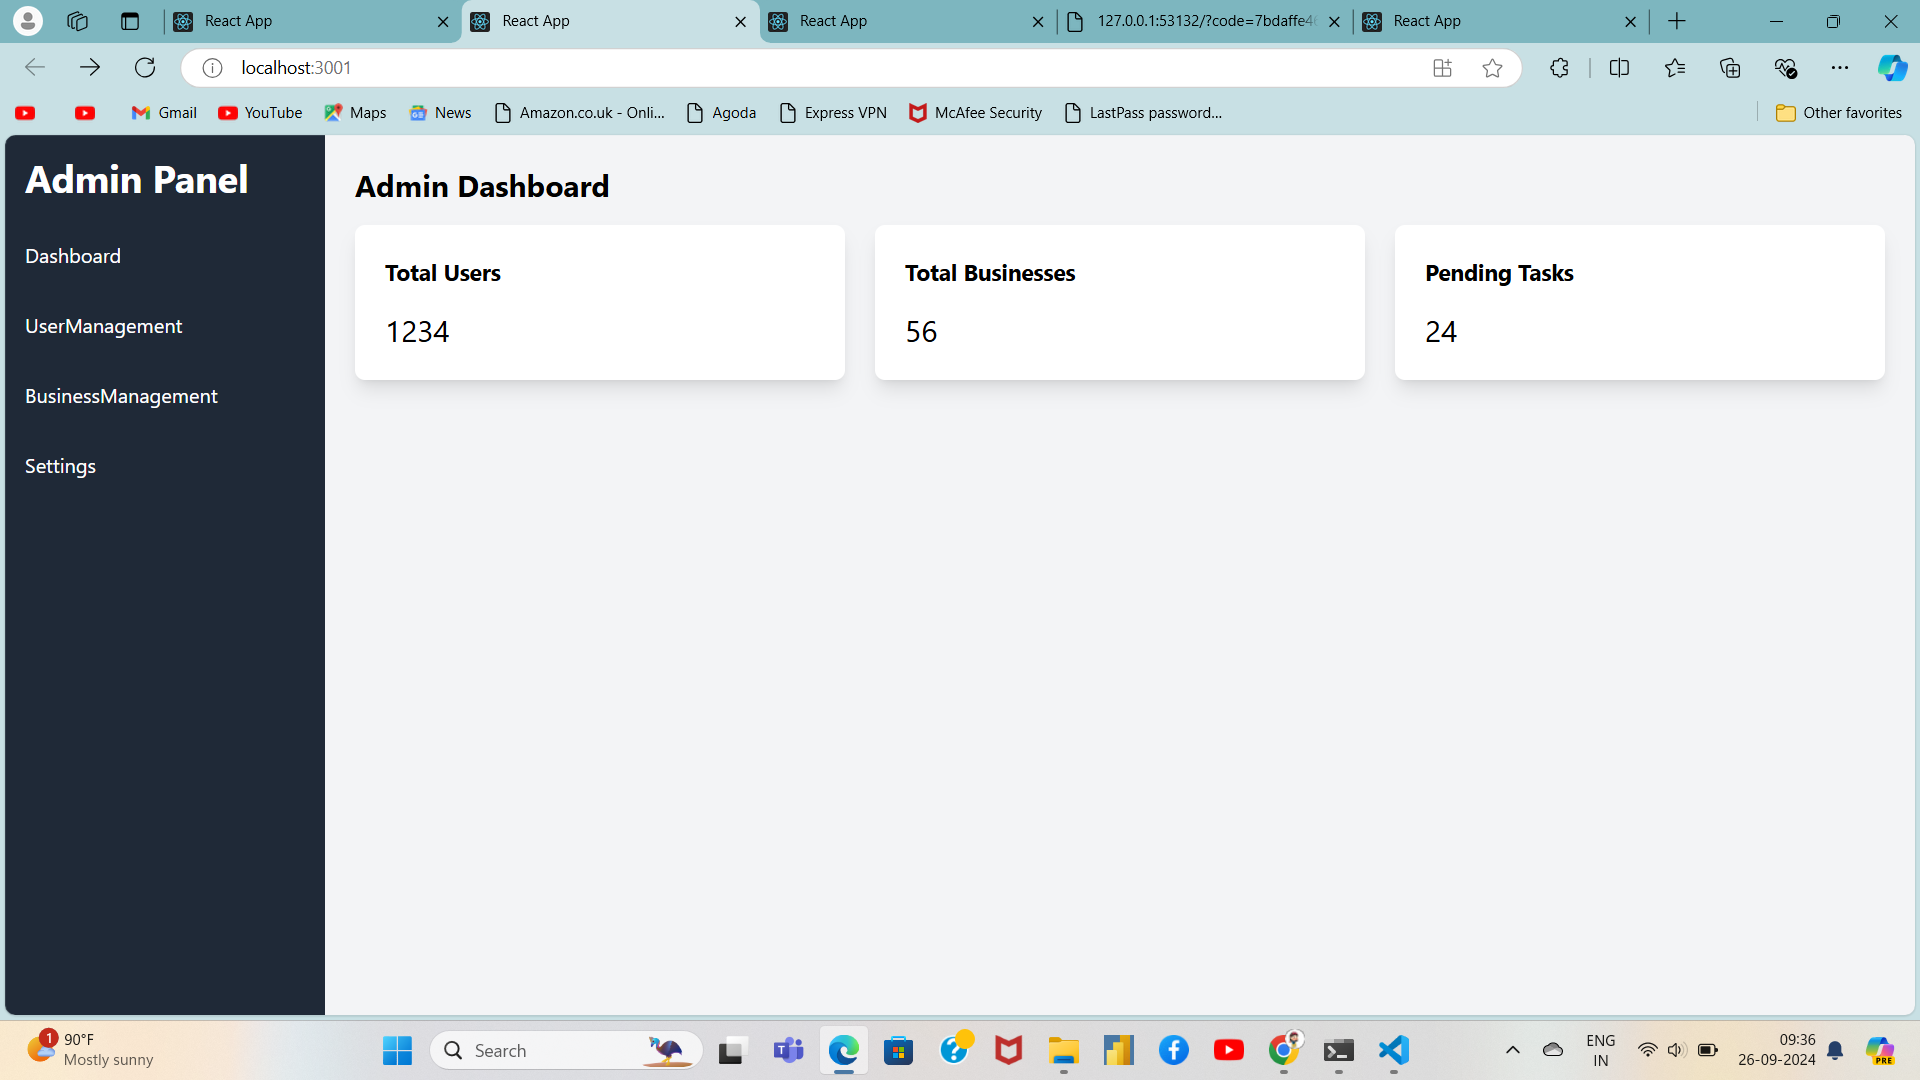 React App
React App
React App
127.0.0.1:53132/?code=7bdaffe46
React App
localhost:3001
Gmail
YouTube
Maps
News
Amazon.co.uk - Onli...
Agoda
Express VPN
McAfee Security
LastPass password...
Other favorites
Admin Panel
Dashboard
UserManagement
BusinessManagement
Settings
Admin Dashboard
Total Users
1234
Total Businesses
56
Pending Tasks
24
1
90°F
Mostly sunny
Search
ENG
IN
09:36
26-09-2024
PRE